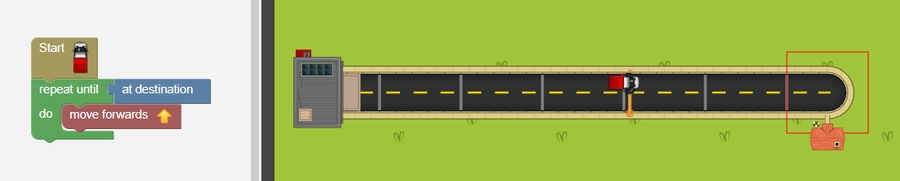 Start
repeat until at destination
do move forwards